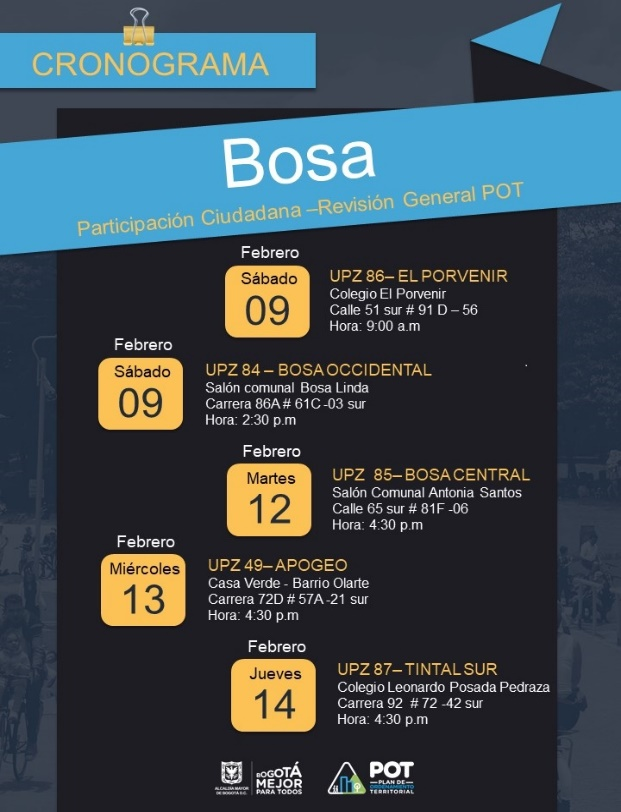 CRONOGRAMA
Bosa
Participación Ciudadana –Revisión General POT
Febrero
Sábado
09
UPZ 86– EL PORVENIR
Colegio El Porvenir
Calle 51 sur # 91 D – 56
Hora: 9:00 a.m
Febrero
Sábado
09
UPZ 84 – BOSA OCCIDENTAL
Salón comunal Bosa Linda
Carrera 86A # 61C -03 sur
Hora: 2:30 p.m
Febrero
Martes
12
UPZ 85– BOSA CENTRAL
Salón Comunal Antonia Santos
Calle 65 sur # 81F -06
Hora: 4:30 p.m
Febrero
Miércoles
13
UPZ 49– APOGEO
Casa Verde - Barrio Olarte
Carrera 72D # 57A -21 sur
Hora: 4:30 p.m
Febrero
Jueves
14
UPZ 87– TINTAL SUR
Colegio Leonardo Posada Pedraza
Carrera 92 # 72 -42 sur
Hora: 4:30 p.m
ALCALDÍA MAYOR
DE BOGOTÁ D.C.
BOGOTÁ
MEJOR
PARA TODOS
POT
PLAN DE
ORDENAMIENTO
TERRITORIAL